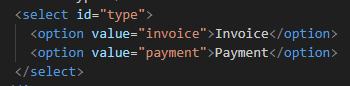 <select id="type">
<option value="invoice">Invoice</option>
<option value="payment">Payment</option>
</select>